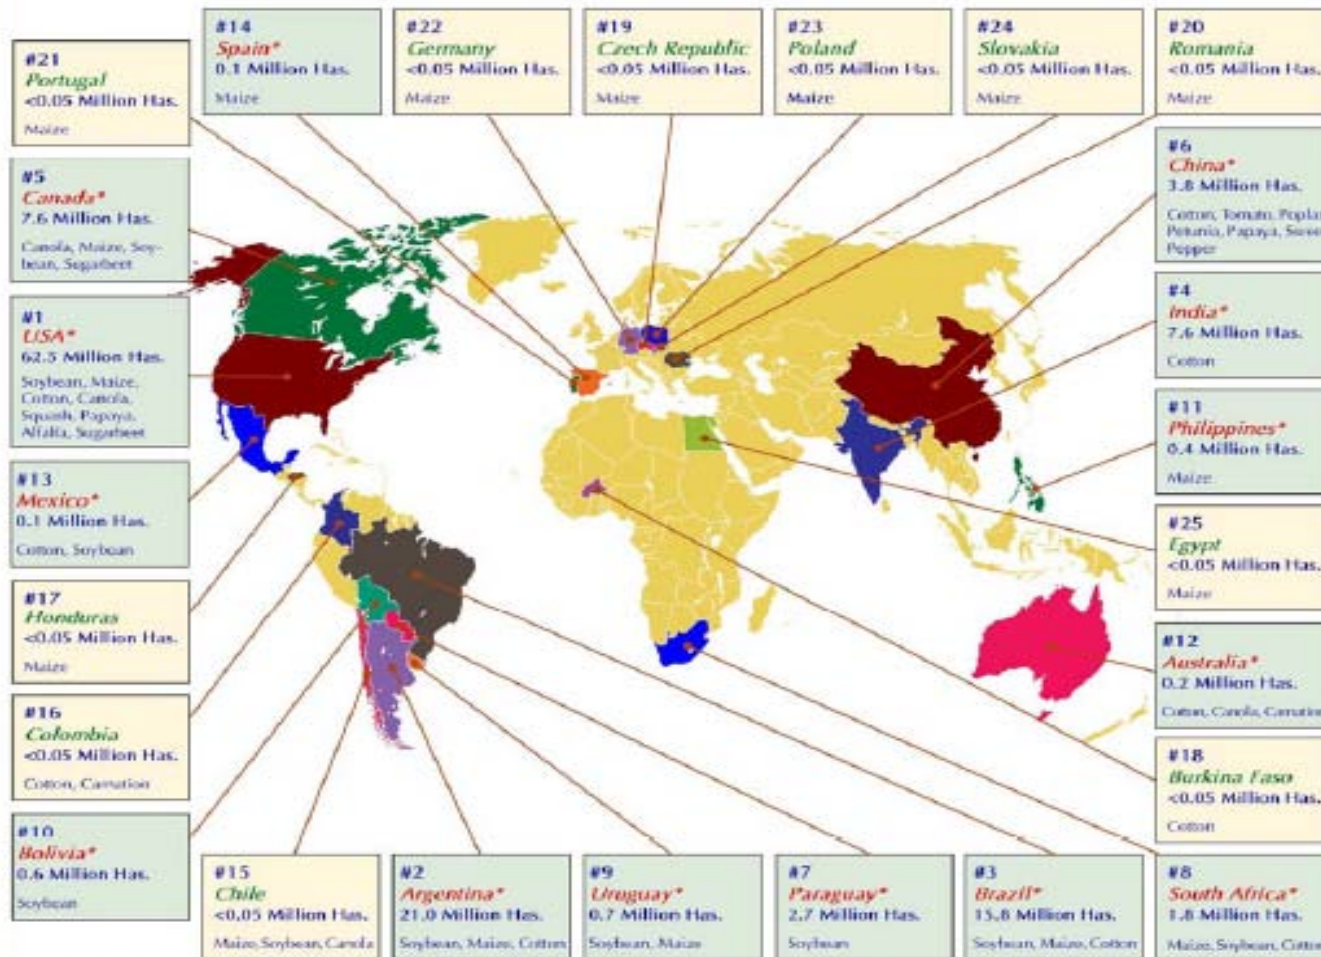 #21
Portugal
<0.05 Million Has.
Maize
#14
Spain*
0.1 Million Has.
Maize
#22
Germany
<0.05 Million Has.
Maize
#19
Czech Republic
<0.05 Million Has.
Maize
#23
Poland
<0.05 Million Has.
Maize
#24
Slovakia
<0.05 Million Has.
Maize
#20
Romania
<0.05 Million Has.
Maize
#5
Canada*
7.6 Million Has.
Canola, Maize, Soy-
bean, Sugarbeet
#6
China*
3.8 Million Has.
Cotton, Tomato, Popla
Petunia, Papaya, Swee
Pepper
#1
USA*
62.5 Million Has.
Soybean, Maize,
Cotton, Canola,
Squash, Papaya,
Alfalfa, Sugarbeet
#4
India*
7.6 Million Has.
Cotton
#11
Philippines*
0.4 Million Has.
Maize
#13
Mexico*
0.1 Million Has.
Cotton, Soybean
#25
Egypt
<0.05 Million Has.
Maize
#17
Honduras
<0.05 Million Has.
Maize
#12
Australia*
0.2 Million Has.
Cotton, Canola, Carnation
#16
Colombia
<0.05 Million Has.
Cotton, Carnation
#18
Burkina Faso
<0.05 Million Has.
Cotton
#10
Bolivia*
0.6 Million Has.
Soybean
#15
Chile
<0.05 Million Has.
Maize, Soybean, Canola
#2
Argentina*
21.0 Million Has.
Soybean, Maize, Cotton
#9
Uruguay*
0.7 Million Has.
Soybean, Maize
#7
Paraguay*
2.7 Million Has.
Soybean
#3
Brazil*
15.8 Million Has.
Soybean, Maize, Cotton
#8
South Africa*
1.8 Million Has.
Maize, Soybean, Cotton